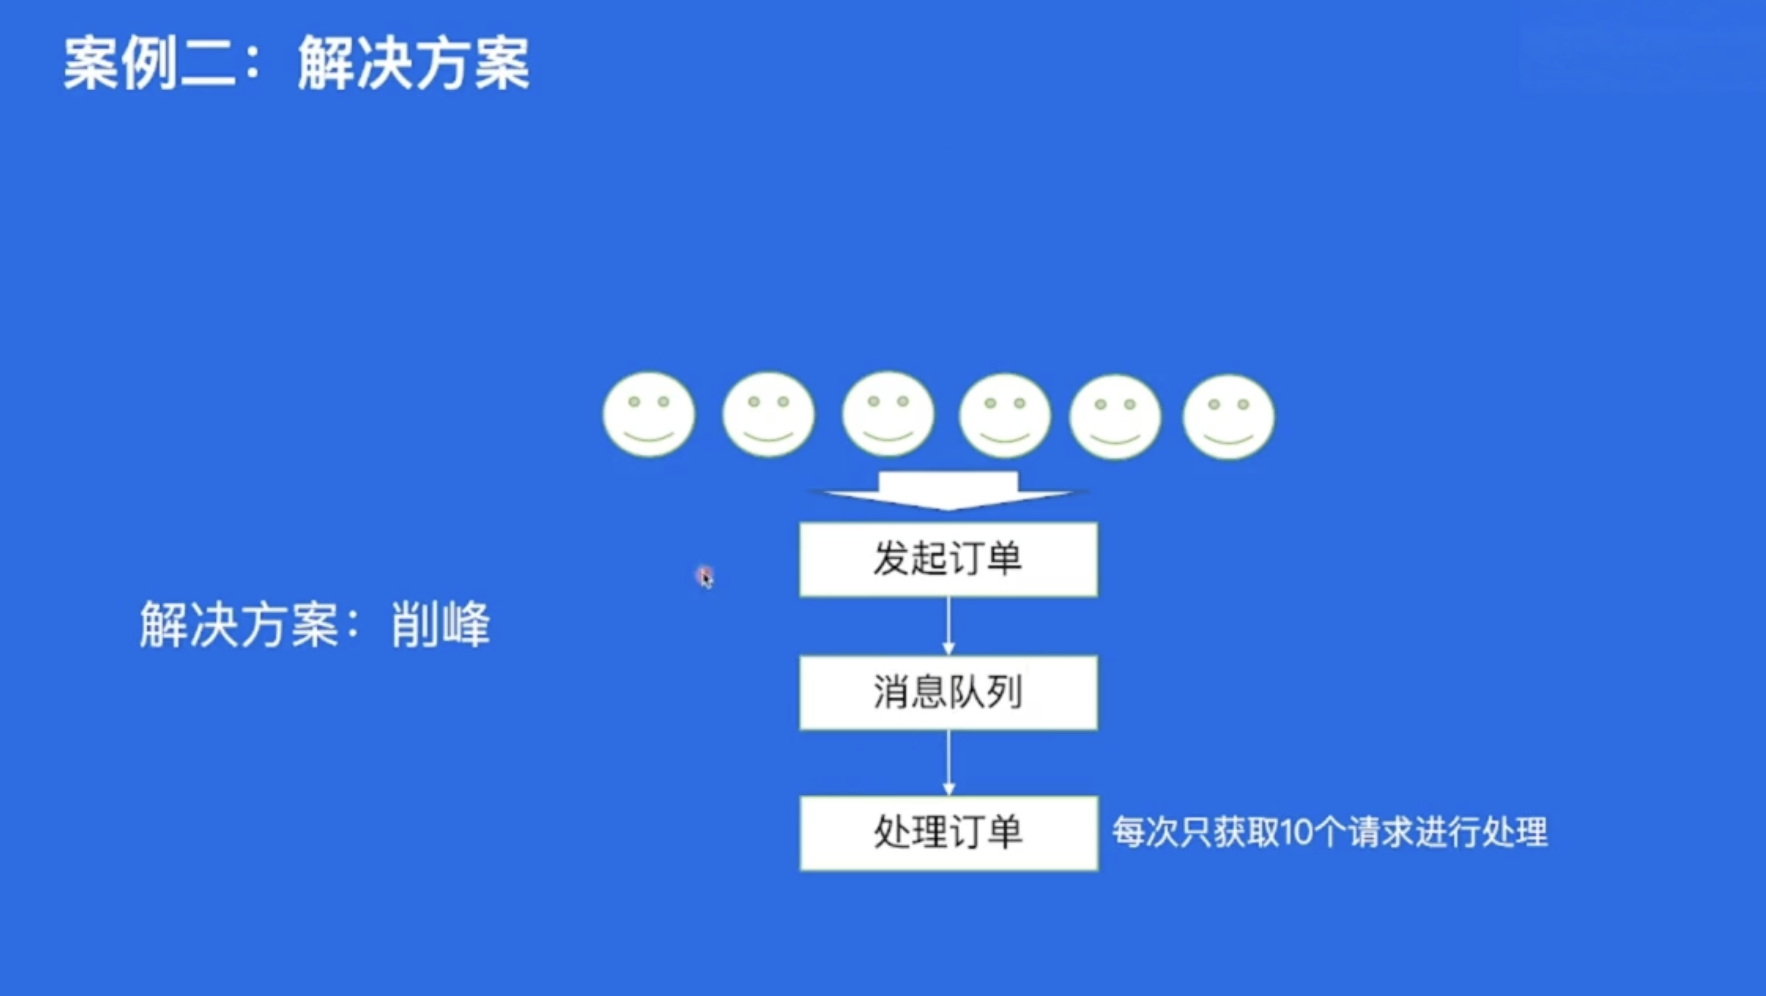 案例二：解决方案
发起订单
解决方案：削峰
消息队列
处理订单
每次只获取10个请求进行处理